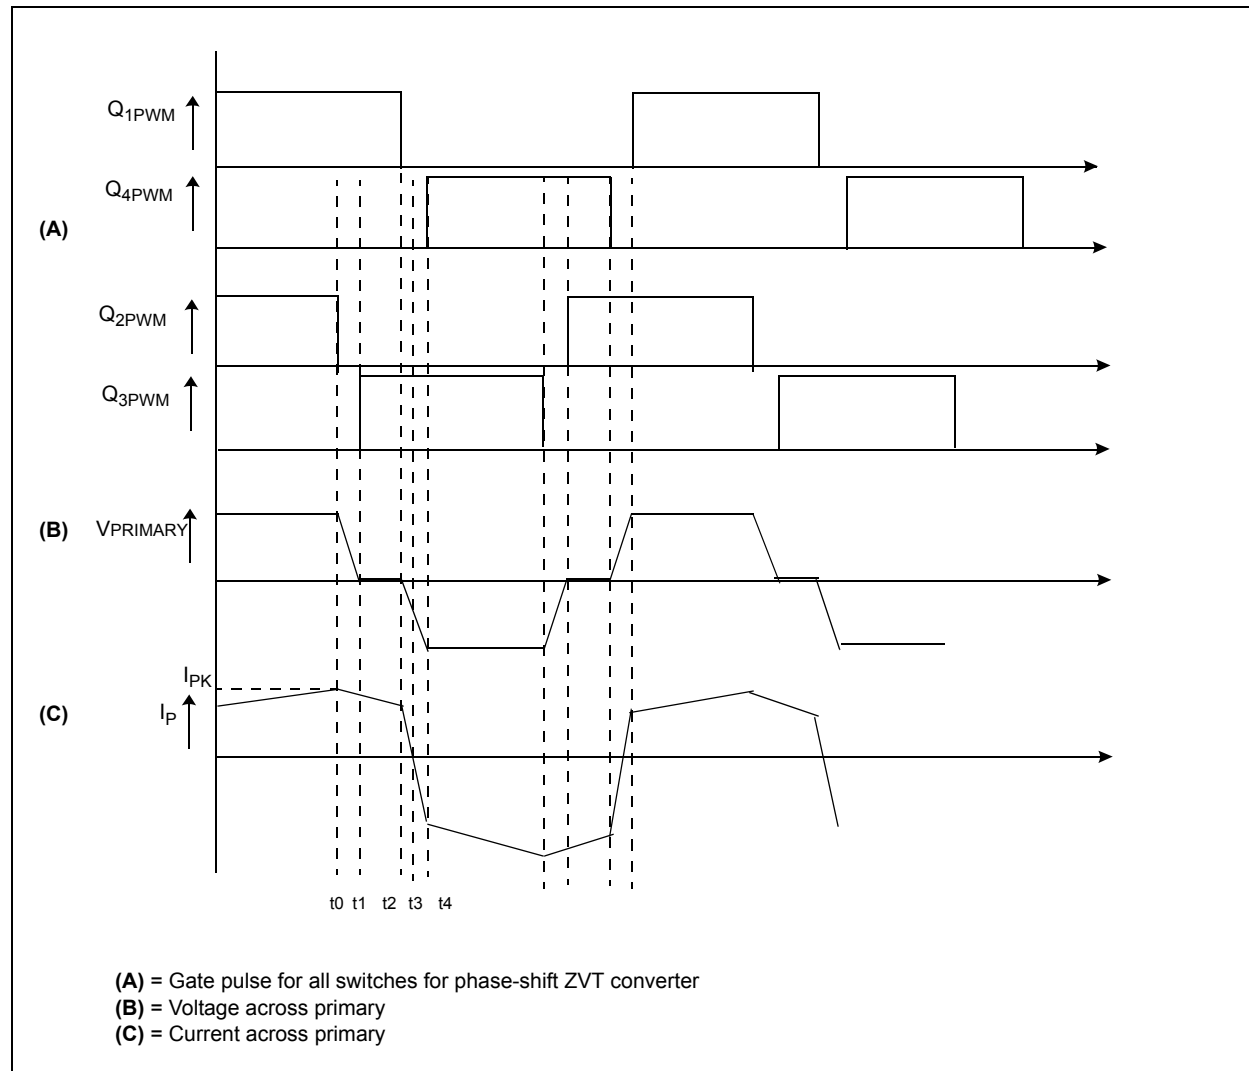 Q1PWM
Q4PWM
(A)
Q2PWM
Q3PWM
(B) VPRIMARY
IPK
(C) IP
t0 t1 t2 t3 t4
(A) = Gate pulse for all switches for phase-shift ZVT converter
(B) = Voltage across primary
(C) = Current across primary